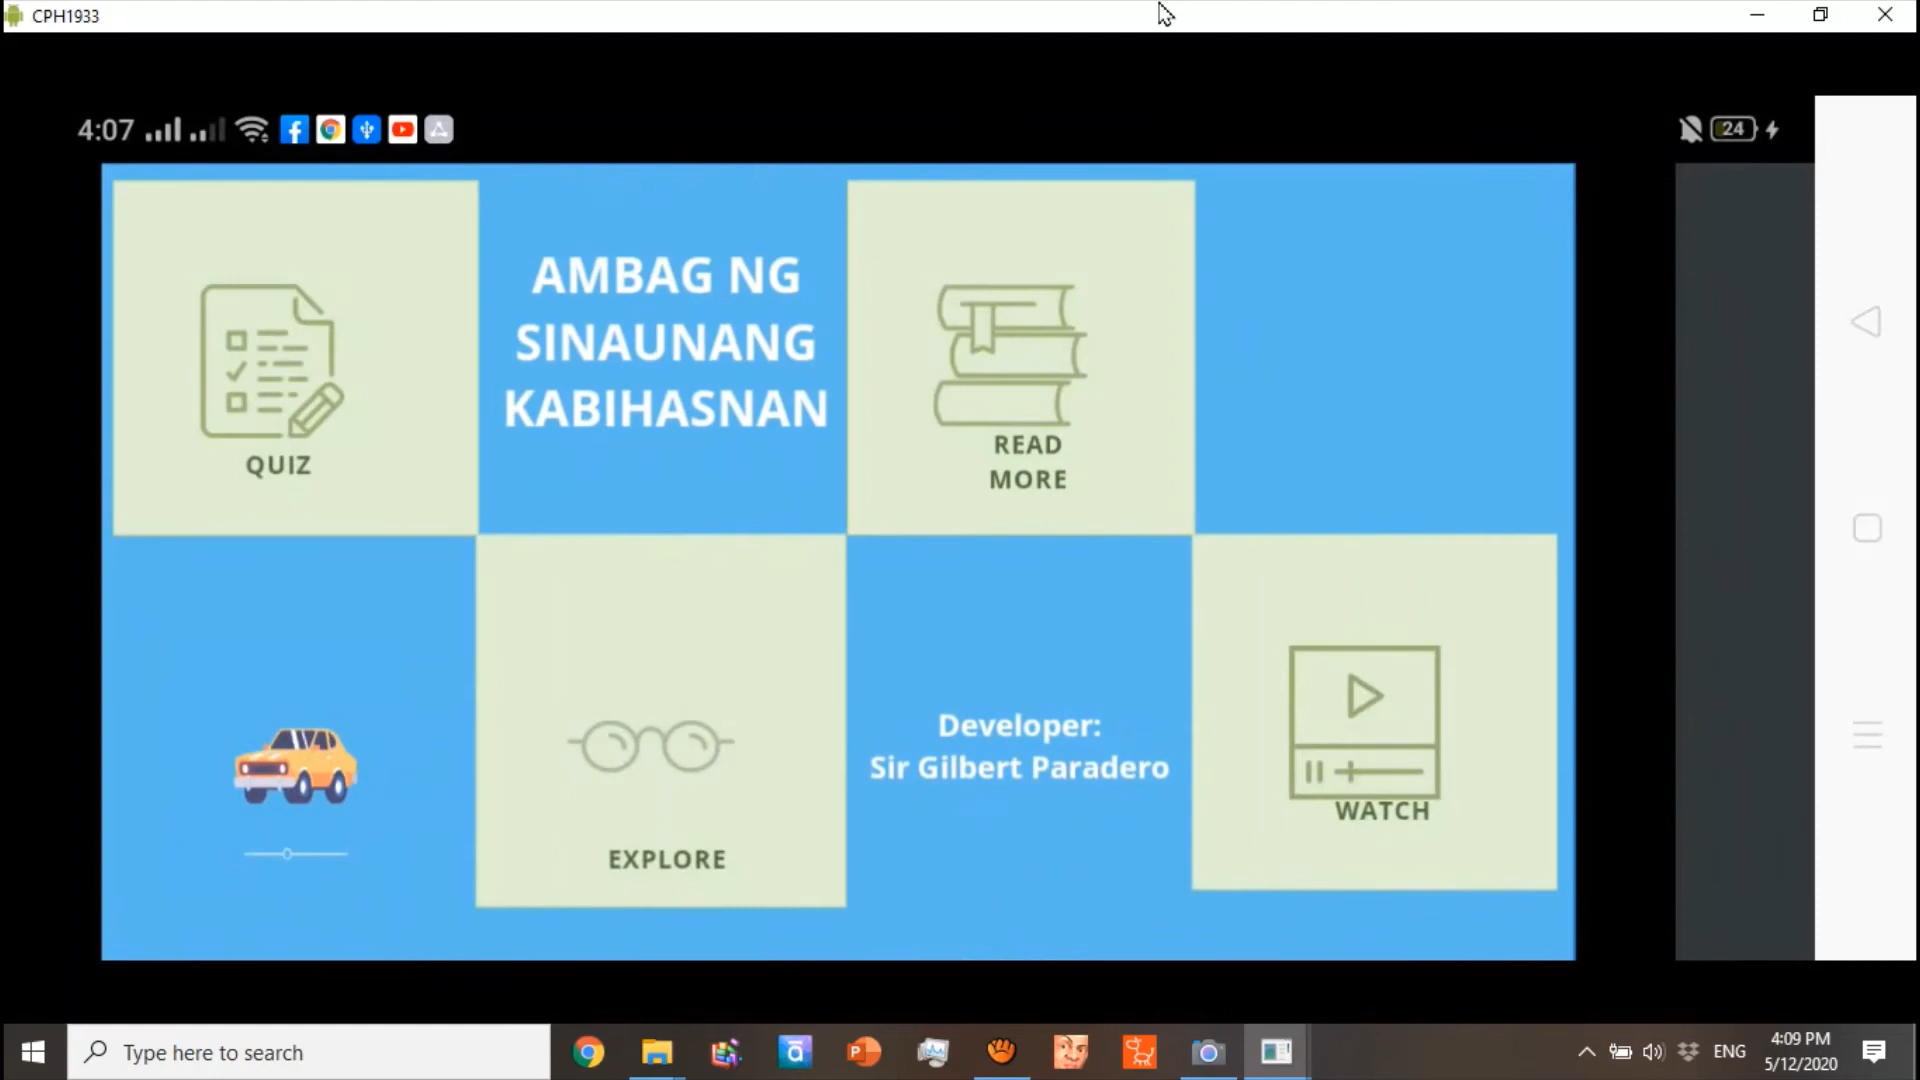 CPH1933
4:07
24
AMBAG NG
SINAUNANG
KABIHASNAN
QUIZ
READ
MORE
EXPLORE
Developer:
Sir Gilbert Paradero
WATCH
Type here to search
ENG
4:09 PM
5/12/2020